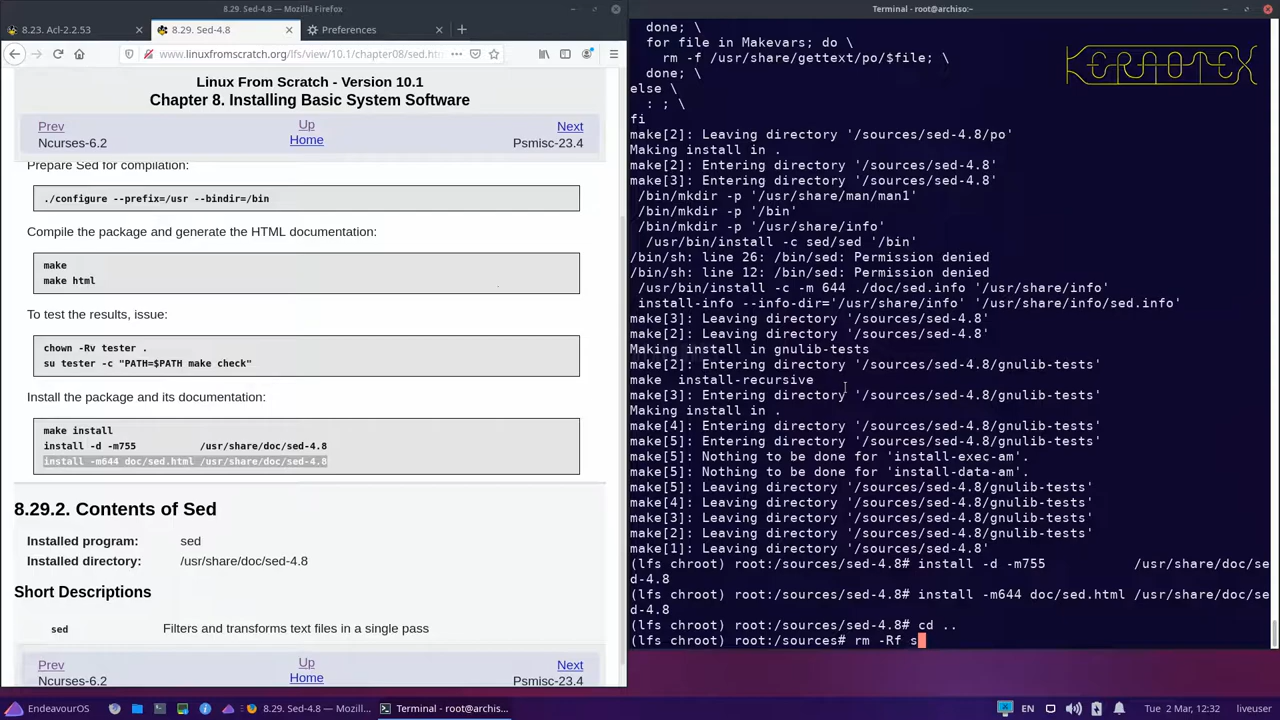 8.29. Sed-4.8 — Mozilla Firefox
8.23. Acl-2.2.53
8.29. Sed-4.8
Preferences
www.linuxfromscratch.org/lfs/view/10.1/chapter08/sed.ht
Linux From Scratch - Version 10.1
Chapter 8. Installing Basic System Software
Prev
Up
Next
Ncurses-6.2
Home
Psmisc-23.4
Prepare Sed for compilation:
./configure --prefix=/usr --bindir=/bin
Compile the package and generate the HTML documentation:
make
make html
To test the results, issue:
chown -Rv tester .
su tester -c "PATH=$PATH make check"
Install the package and its documentation:
make install
install -d -m755 /usr/share/doc/sed-4.8
install -m644 doc/sed.html /usr/share/doc/sed-4.8
8.29.2. Contents of Sed
Installed program: sed
Installed directory: /usr/share/doc/sed-4.8
Short Descriptions
sed Filters and transforms text files in a single pass
Prev
Up
Next
Ncurses-6.2
Home
Psmisc-23.4
Terminal - root@archiso:~
KERAOTEX
done; \
for file in Makevars; do \
rm -f /usr/share/gettext/po/$file; \
done; \
else \
: ; \
fi
make[2]: Leaving directory '/sources/sed-4.8/po'
Making install in .
make[2]: Entering directory '/sources/sed-4.8'
make[3]: Entering directory '/sources/sed-4.8'
/bin/mkdir -p '/usr/share/man/man1'
/bin/mkdir -p '/bin'
/bin/mkdir -p '/usr/share/info'
/usr/bin/install -c sed/sed '/bin'
/bin/sh: line 26: /bin/sed: Permission denied
/bin/sh: line 12: /bin/sed: Permission denied
/usr/bin/install -c -m 644 ./doc/sed.info '/usr/share/info'
install-info --info-dir='/usr/share/info' '/usr/share/info/sed.info'
make[3]: Leaving directory '/sources/sed-4.8'
make[2]: Leaving directory '/sources/sed-4.8'
Making install in gnulib-tests
make[2]: Entering directory '/sources/sed-4.8/gnulib-tests'
make  install-recursive
make[3]: Entering directory '/sources/sed-4.8/gnulib-tests'
Making install in .
make[4]: Entering directory '/sources/sed-4.8/gnulib-tests'
make[5]: Entering directory '/sources/sed-4.8/gnulib-tests'
make[5]: Nothing to be done for 'install-exec-am'.
make[5]: Nothing to be done for 'install-data-am'.
make[5]: Leaving directory '/sources/sed-4.8/gnulib-tests'
make[4]: Leaving directory '/sources/sed-4.8/gnulib-tests'
make[3]: Leaving directory '/sources/sed-4.8/gnulib-tests'
make[2]: Leaving directory '/sources/sed-4.8/gnulib-tests'
make[1]: Leaving directory '/sources/sed-4.8'
(lfs chroot) root:/sources/sed-4.8# install -d -m755           /usr/share/doc/se
d-4.8
(lfs chroot) root:/sources/sed-4.8# install -m644 doc/sed.html /usr/share/doc/se
d-4.8
(lfs chroot) root:/sources/sed-4.8# cd ..
(lfs chroot) root:/sources# rm -Rf s
EndeavourOS
8.29. Sed-4.8 — Mozill...
Terminal - root@archiso:...
EN
Tue 2 Mar, 12:32
liveuser